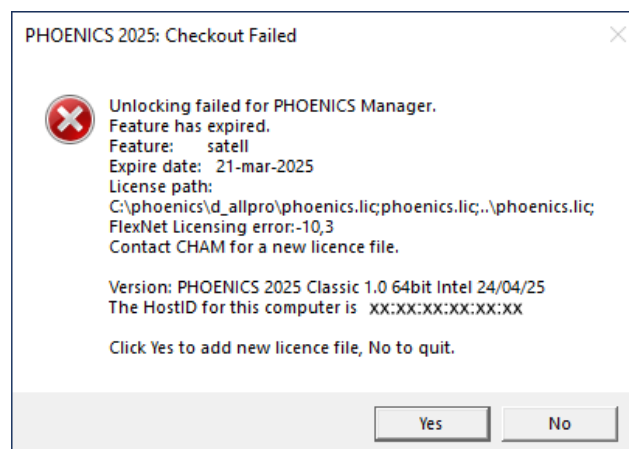 PHOENICS 2025: Checkout Failed
Unlocking failed for PHOENICS Manager.
Feature has expired.
Feature: satell
Expire date: 21-mar-2025
License path:
C:\phoenics\d_allpro\phoenics.lic;phoenics.lic;..\phoenics.lic;
FlexNet Licensing error:-10,3
Contact CHAM for a new licence file.
Version: PHOENICS 2025 Classic 1.0 64bit Intel 24/04/25
The HostID for this computer is xx:xx:xx:xx:xx:xx
Click Yes to add new licence file, No to quit.
Yes No